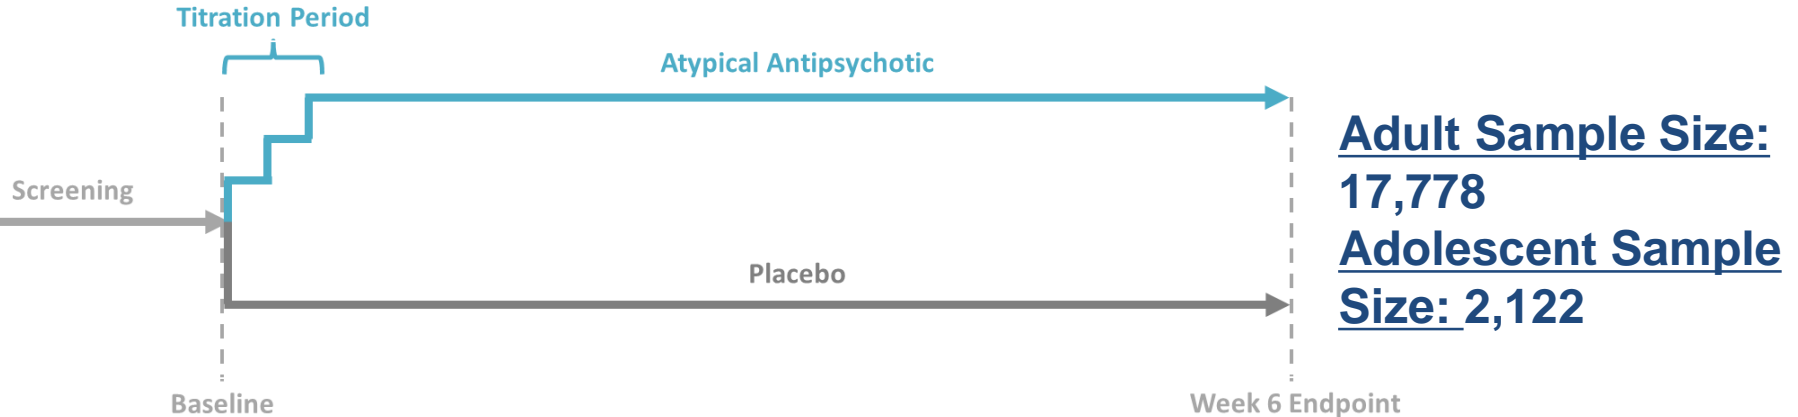 Titration Period
Atypical Antipsychotic
Screening
Placebo
Baseline
Week 6 Endpoint
Adult Sample Size:
17,778
Adolescent Sample
Size: 2,122